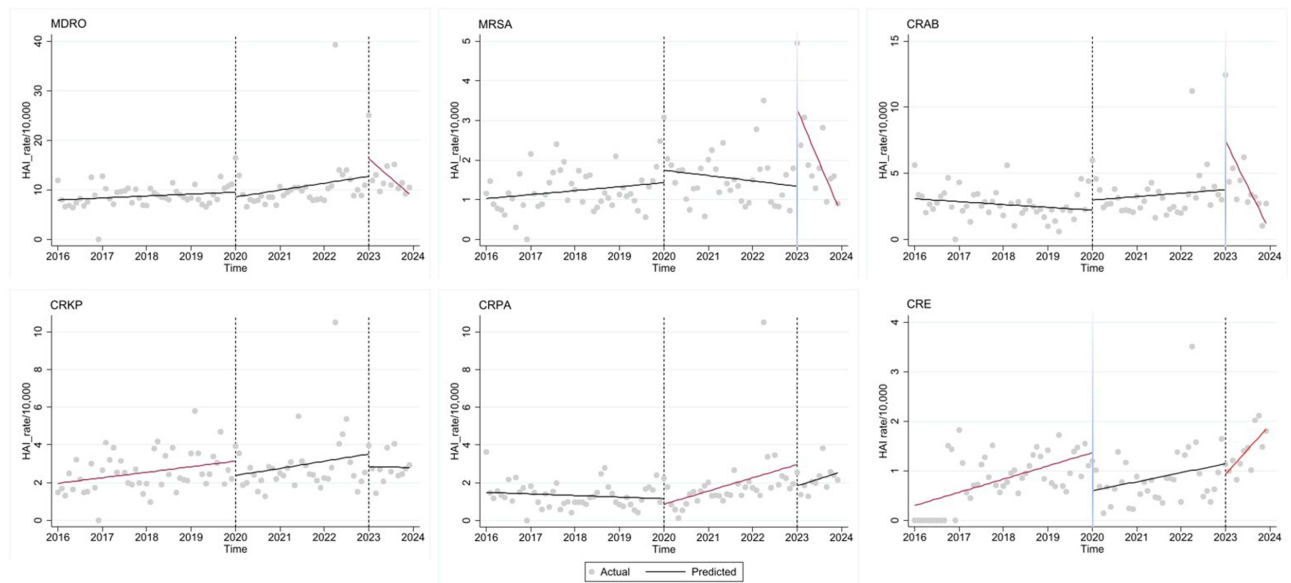 MDRO
HAI_rate/10,000
40
30
20
10
0
2016 2017 2018 2019 2020 2021 2022 2023 2024
Time
MRSA
HAI_rate/10,000
5
4
3
2
1
0
2016 2017 2018 2019 2020 2021 2022 2023 2024
Time
CRAB
HAI_rate/10,000
15
10
5
0
2016 2017 2018 2019 2020 2021 2022 2023 2024
Time
CRKP
HAI_rate/10,000
10
8
6
4
2
0
2016 2017 2018 2019 2020 2021 2022 2023 2024
Time
CRPA
HAI_rate/10,000
10
8
6
4
2
0
2016 2017 2018 2019 2020 2021 2022 2023 2024
Time
CRE
HAI rate/10,000
4
3
2
1
0
2016 2017 2018 2019 2020 2021 2022 2023 2024
Time
Actual Predicted